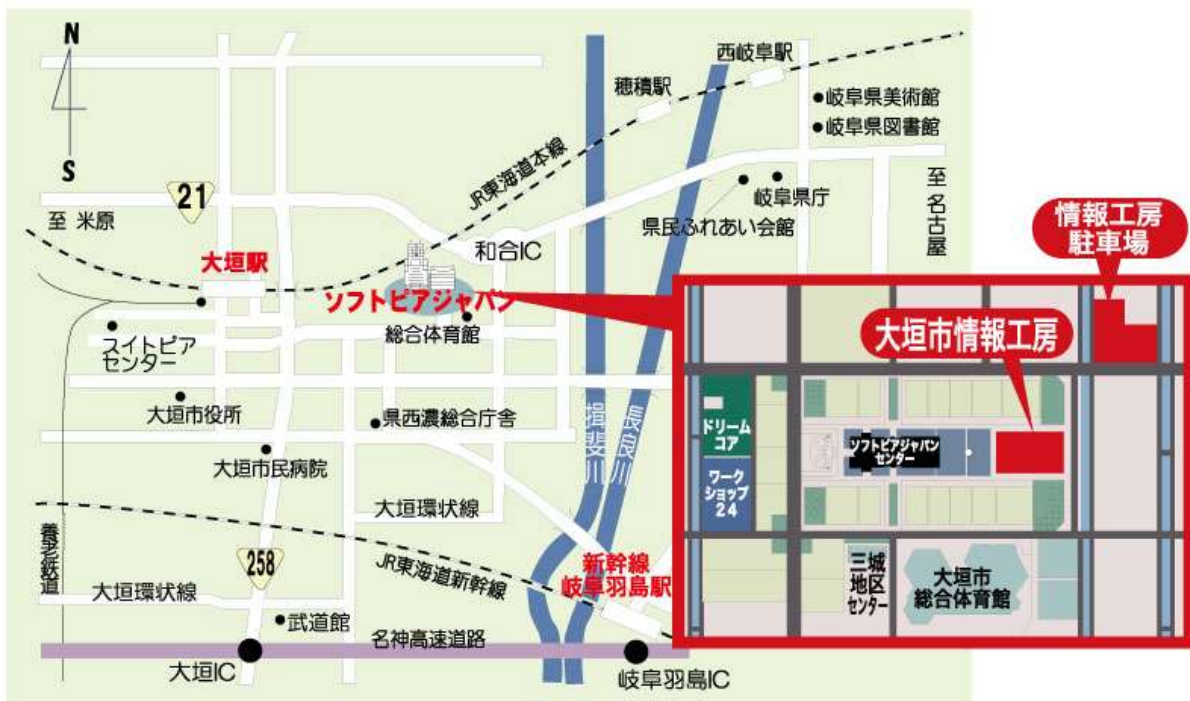 N
S
西岐阜駅
穂積駅
岐阜県美術館
岐阜県図書館
JR東海道本線
21
至 米原
岐阜県庁
県民ふれあい会館
至 名古屋
和合IC
大垣駅
ソフトピアジャパン
総合体育館
スイトピア
センター
大垣市役所
県西濃総合庁舎
大垣市民病院
揖斐川
長良川
大垣環状線
養老鉄道
258
JR東海道新幹線
新幹線
岐阜羽島駅
大垣環状線
武道館
名神高速道路
大垣IC
岐阜羽島IC
情報工房
駐車場
大垣市情報工房
ドリーム
コア
ソフトピアジャパン
センター
ワーク
ショップ
24
三城
地区
センター
大垣市
総合体育館